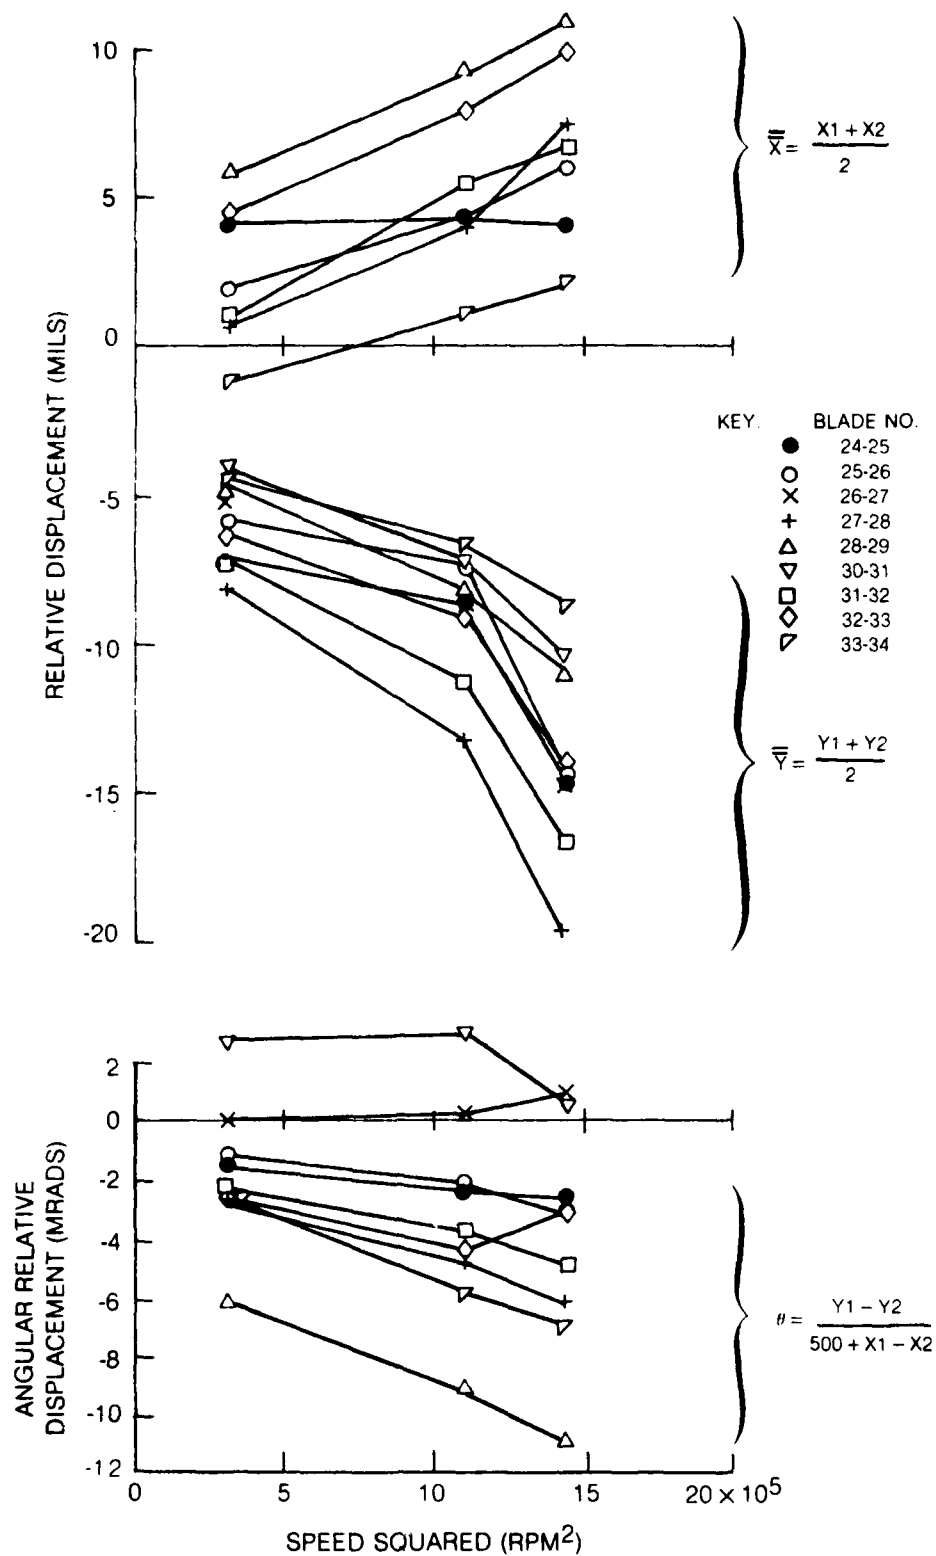 10
5
0
-5
-10
-15
-20
RELATIVE DISPLACEMENT (MILS)
X = X1 + X2
2
KEY. BLADE NO.
24-25
25-26
26-27
27-28
28-29
30-31
31-32
32-33
33-34
Y = Y1 + Y2
2
2
0
-2
-4
-6
-8
-10
-12
ANGULAR RELATIVE
DISPLACEMENT (MRADS)
θ = Y1 − Y2
500 + X1 − X2
0 5 10 15 20 × 10⁵
SPEED SQUARED (RPM²)